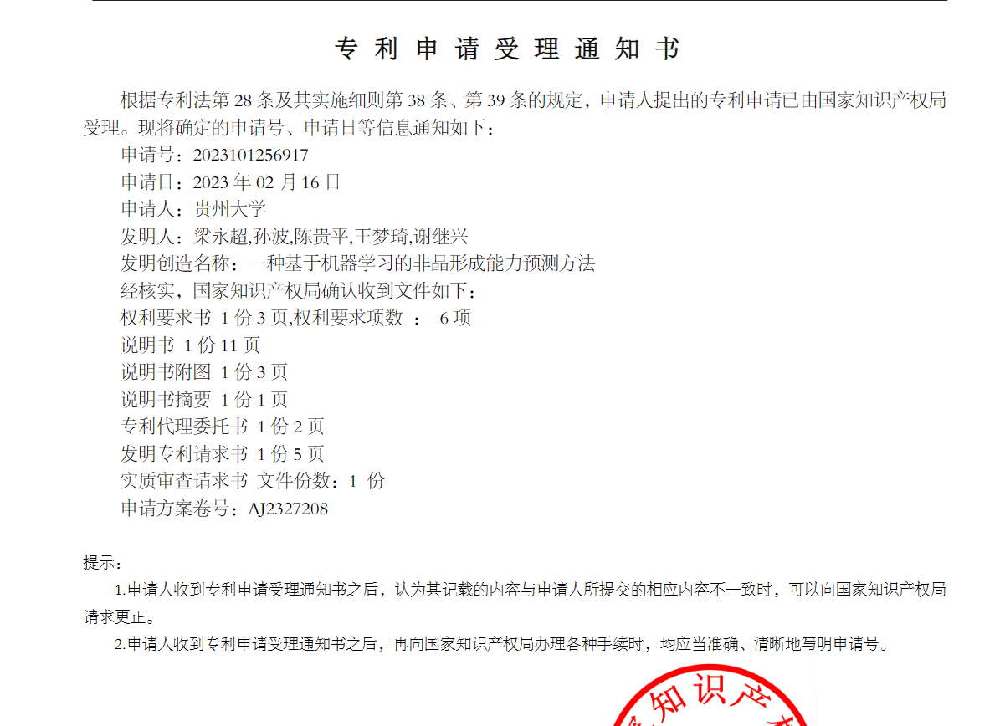 专利申请受理通知书
根据专利法第 28 条及其实施细则第 38 条、第 39 条的规定，申请人提出的专利申请已由国家知识产权局
受理。现将确定的申请号、申请日等信息通知如下：
申请号：2023101256917
申请日：2023 年 02 月 16 日
申请人：贵州大学
发明人：梁永超,孙波,陈贵平,王梦琦,谢继兴
发明创造名称：一种基于机器学习的非晶形成能力预测方法
经核实，国家知识产权局确认收到文件如下：
权利要求书 1 份 3 页,权利要求项数 ： 6 项
说明书 1 份 11 页
说明书附图 1 份 3 页
说明书摘要 1 份 1 页
专利代理委托书 1 份 2 页
发明专利请求书 1 份 5 页
实质审查请求书 文件份数：1 份
申请方案卷号：AJ2327208
提示：
1.申请人收到专利申请受理通知书之后，认为其记载的内容与申请人所提交的相应内容不一致时，可以向国家知识产权局
请求更正。
2.申请人收到专利申请受理通知书之后，再向国家知识产权局办理各种手续时，均应当准确、清晰地写明申请号。
知识产